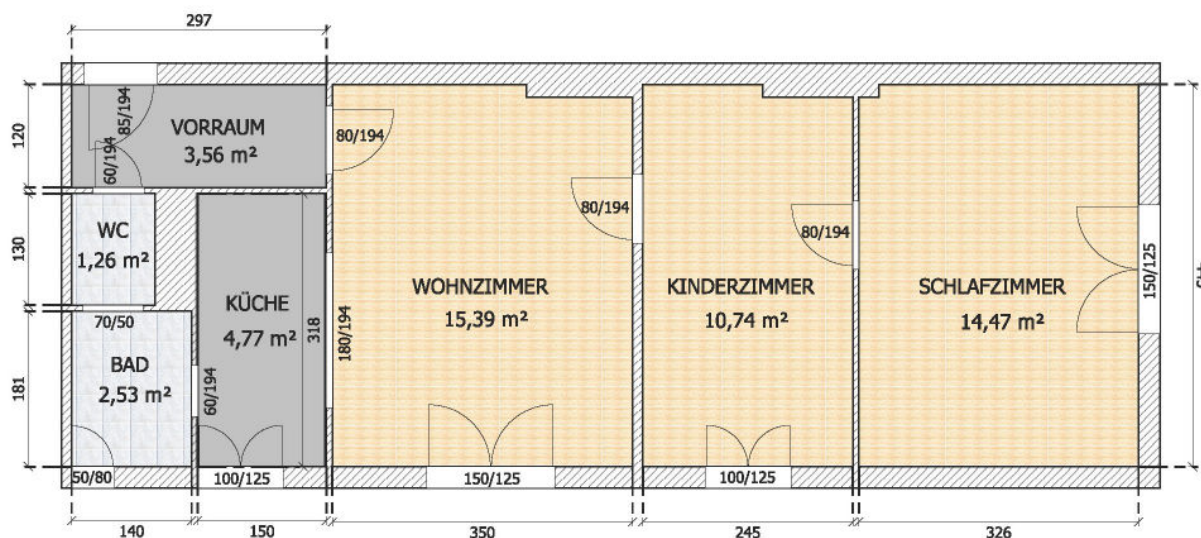 297
120
85/194
VORRAUM
3,56 m²
60/194
80/194
80/194
80/194
WC
1,26 m²
130
KÜCHE
4,77 m²
318
180/194
WOHNZIMMER
15,39 m²
KINDERZIMMER
10,74 m²
SCHLAFZIMMER
14,47 m²
150/125
70/50
BAD
2,53 m²
181
60/194
50/80
100/125
150/125
100/125
140
150
350
245
326